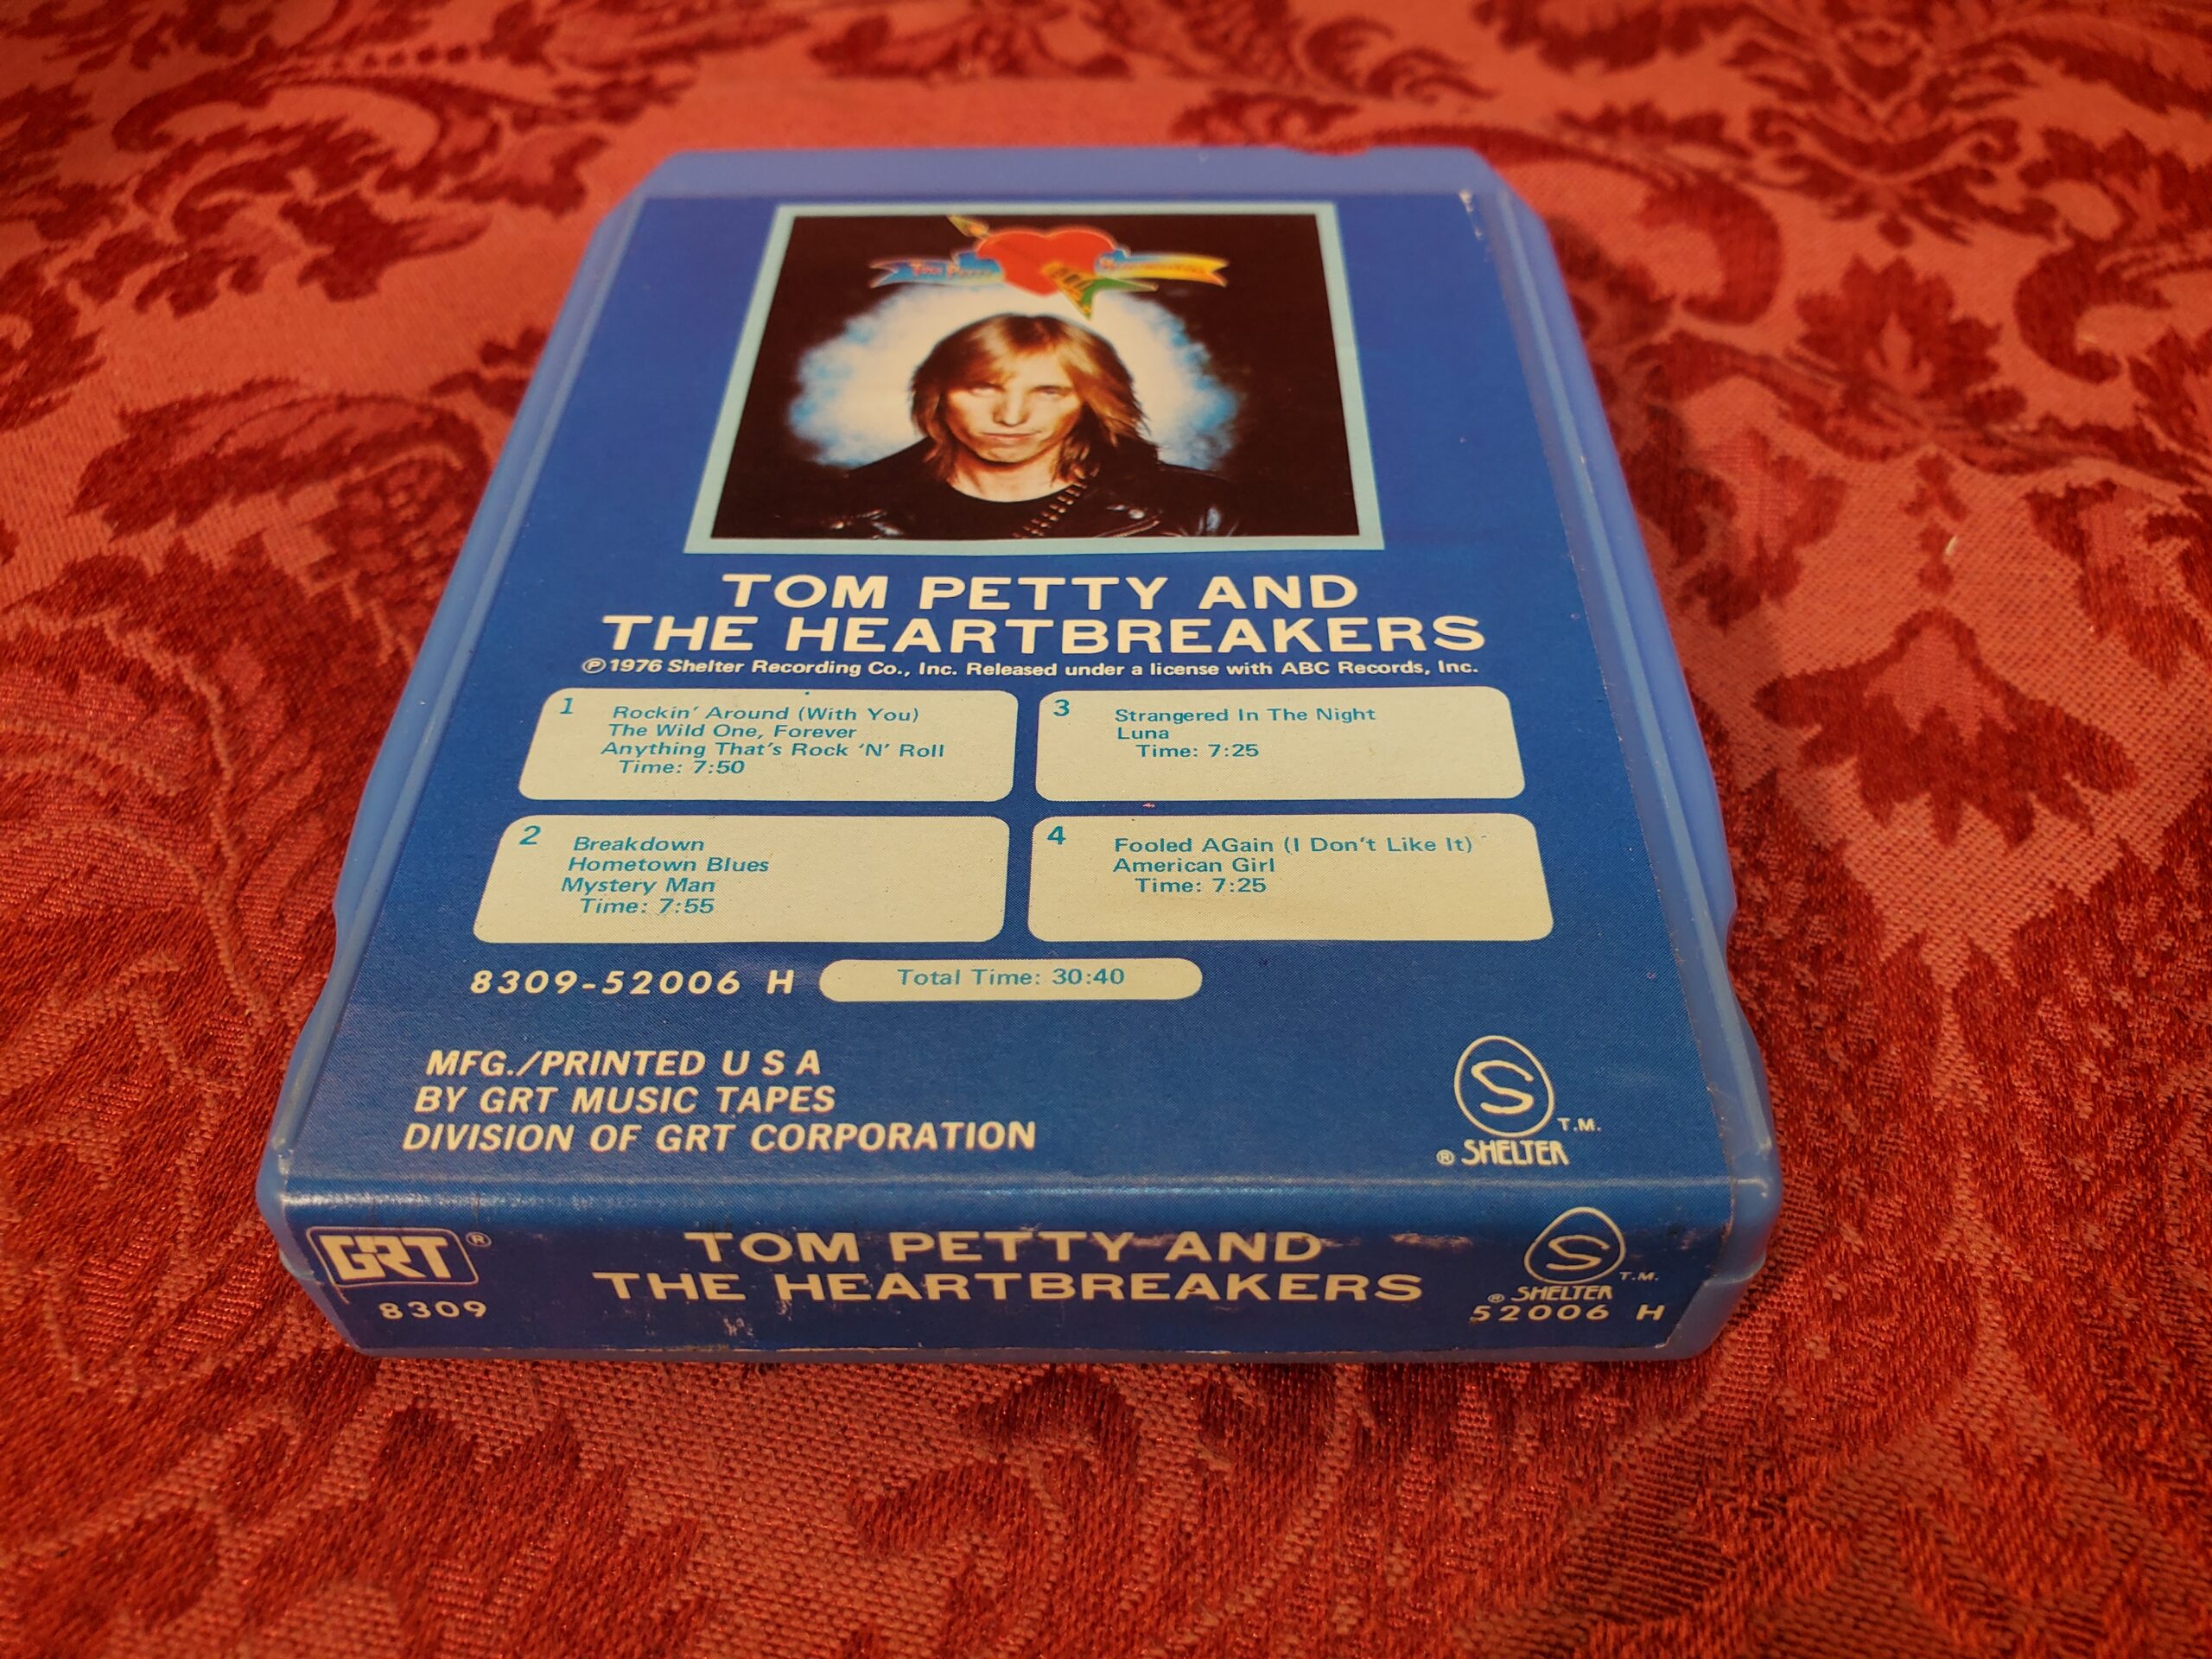 TOM PETTY AND
THE HEARTBREAKERS
℗1976 Shelter Recording Co., Inc. Released under a license with ABC Records, Inc.
1
Rockin' Around (With You)
The Wild One, Forever
Anything That's Rock 'N' Roll
Time: 7:50
2
Breakdown
Hometown Blues
Mystery Man
Time: 7:55
3
Strangered In The Night
Luna
Time: 7:25
4
Fooled AGain (I Don't Like It)
American Girl
Time: 7:25
8309-52006 H
Total Time: 30:40
MFG./PRINTED U S A
BY GRT MUSIC TAPES
DIVISION OF GRT CORPORATION
S
T.M.
® SHELTER
GRT ®
8309
TOM PETTY AND
THE HEARTBREAKERS
S
T.M.
® SHELTER
52006 H